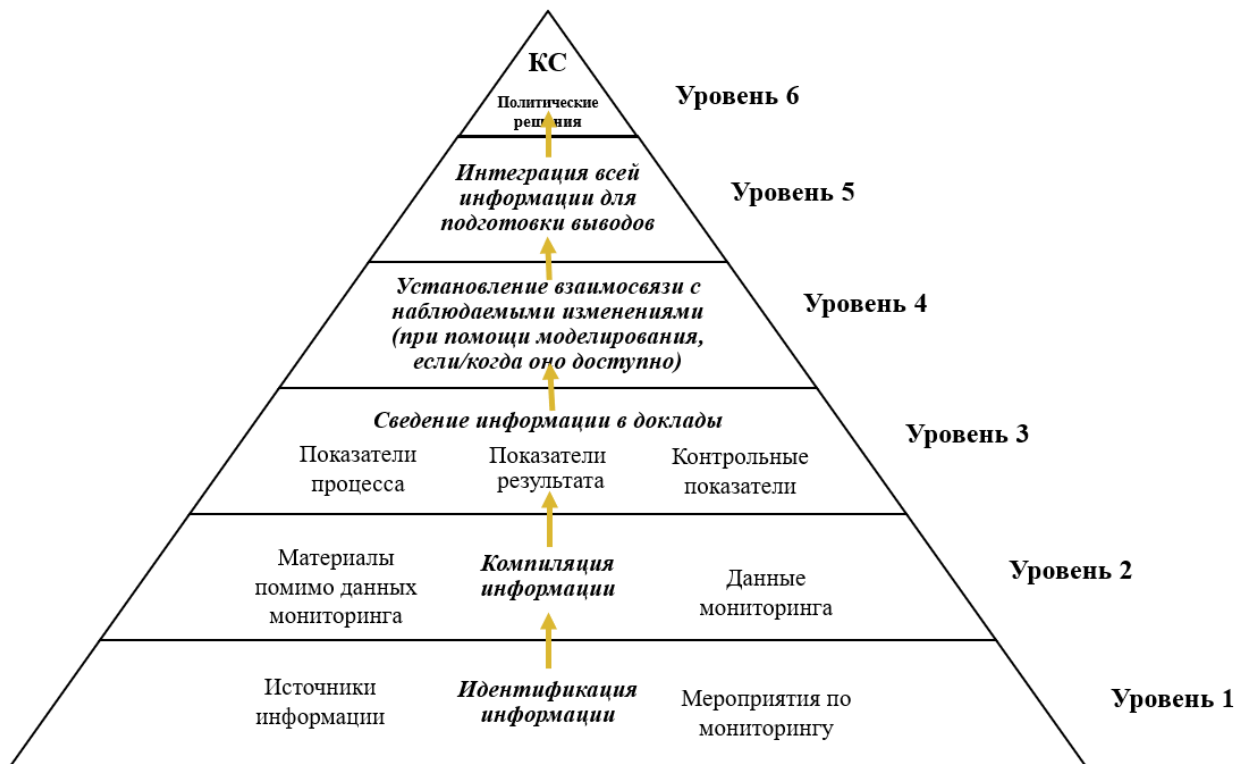 КС
Политические
решения
Уровень 6
Интеграция всей
информации для
подготовки выводов
Уровень 5
Установление взаимосвязи с
наблюдаемыми изменениями
(при помощи моделирования,
если/когда оно доступно)
Уровень 4
Сведение информации в доклады
Показатели
процесса
Показатели
результата
Контрольные
показатели
Уровень 3
Материалы
помимо данных
мониторинга
Компиляция
информации
Данные
мониторинга
Уровень 2
Источники
информации
Идентификация
информации
Мероприятия по
мониторингу
Уровень 1